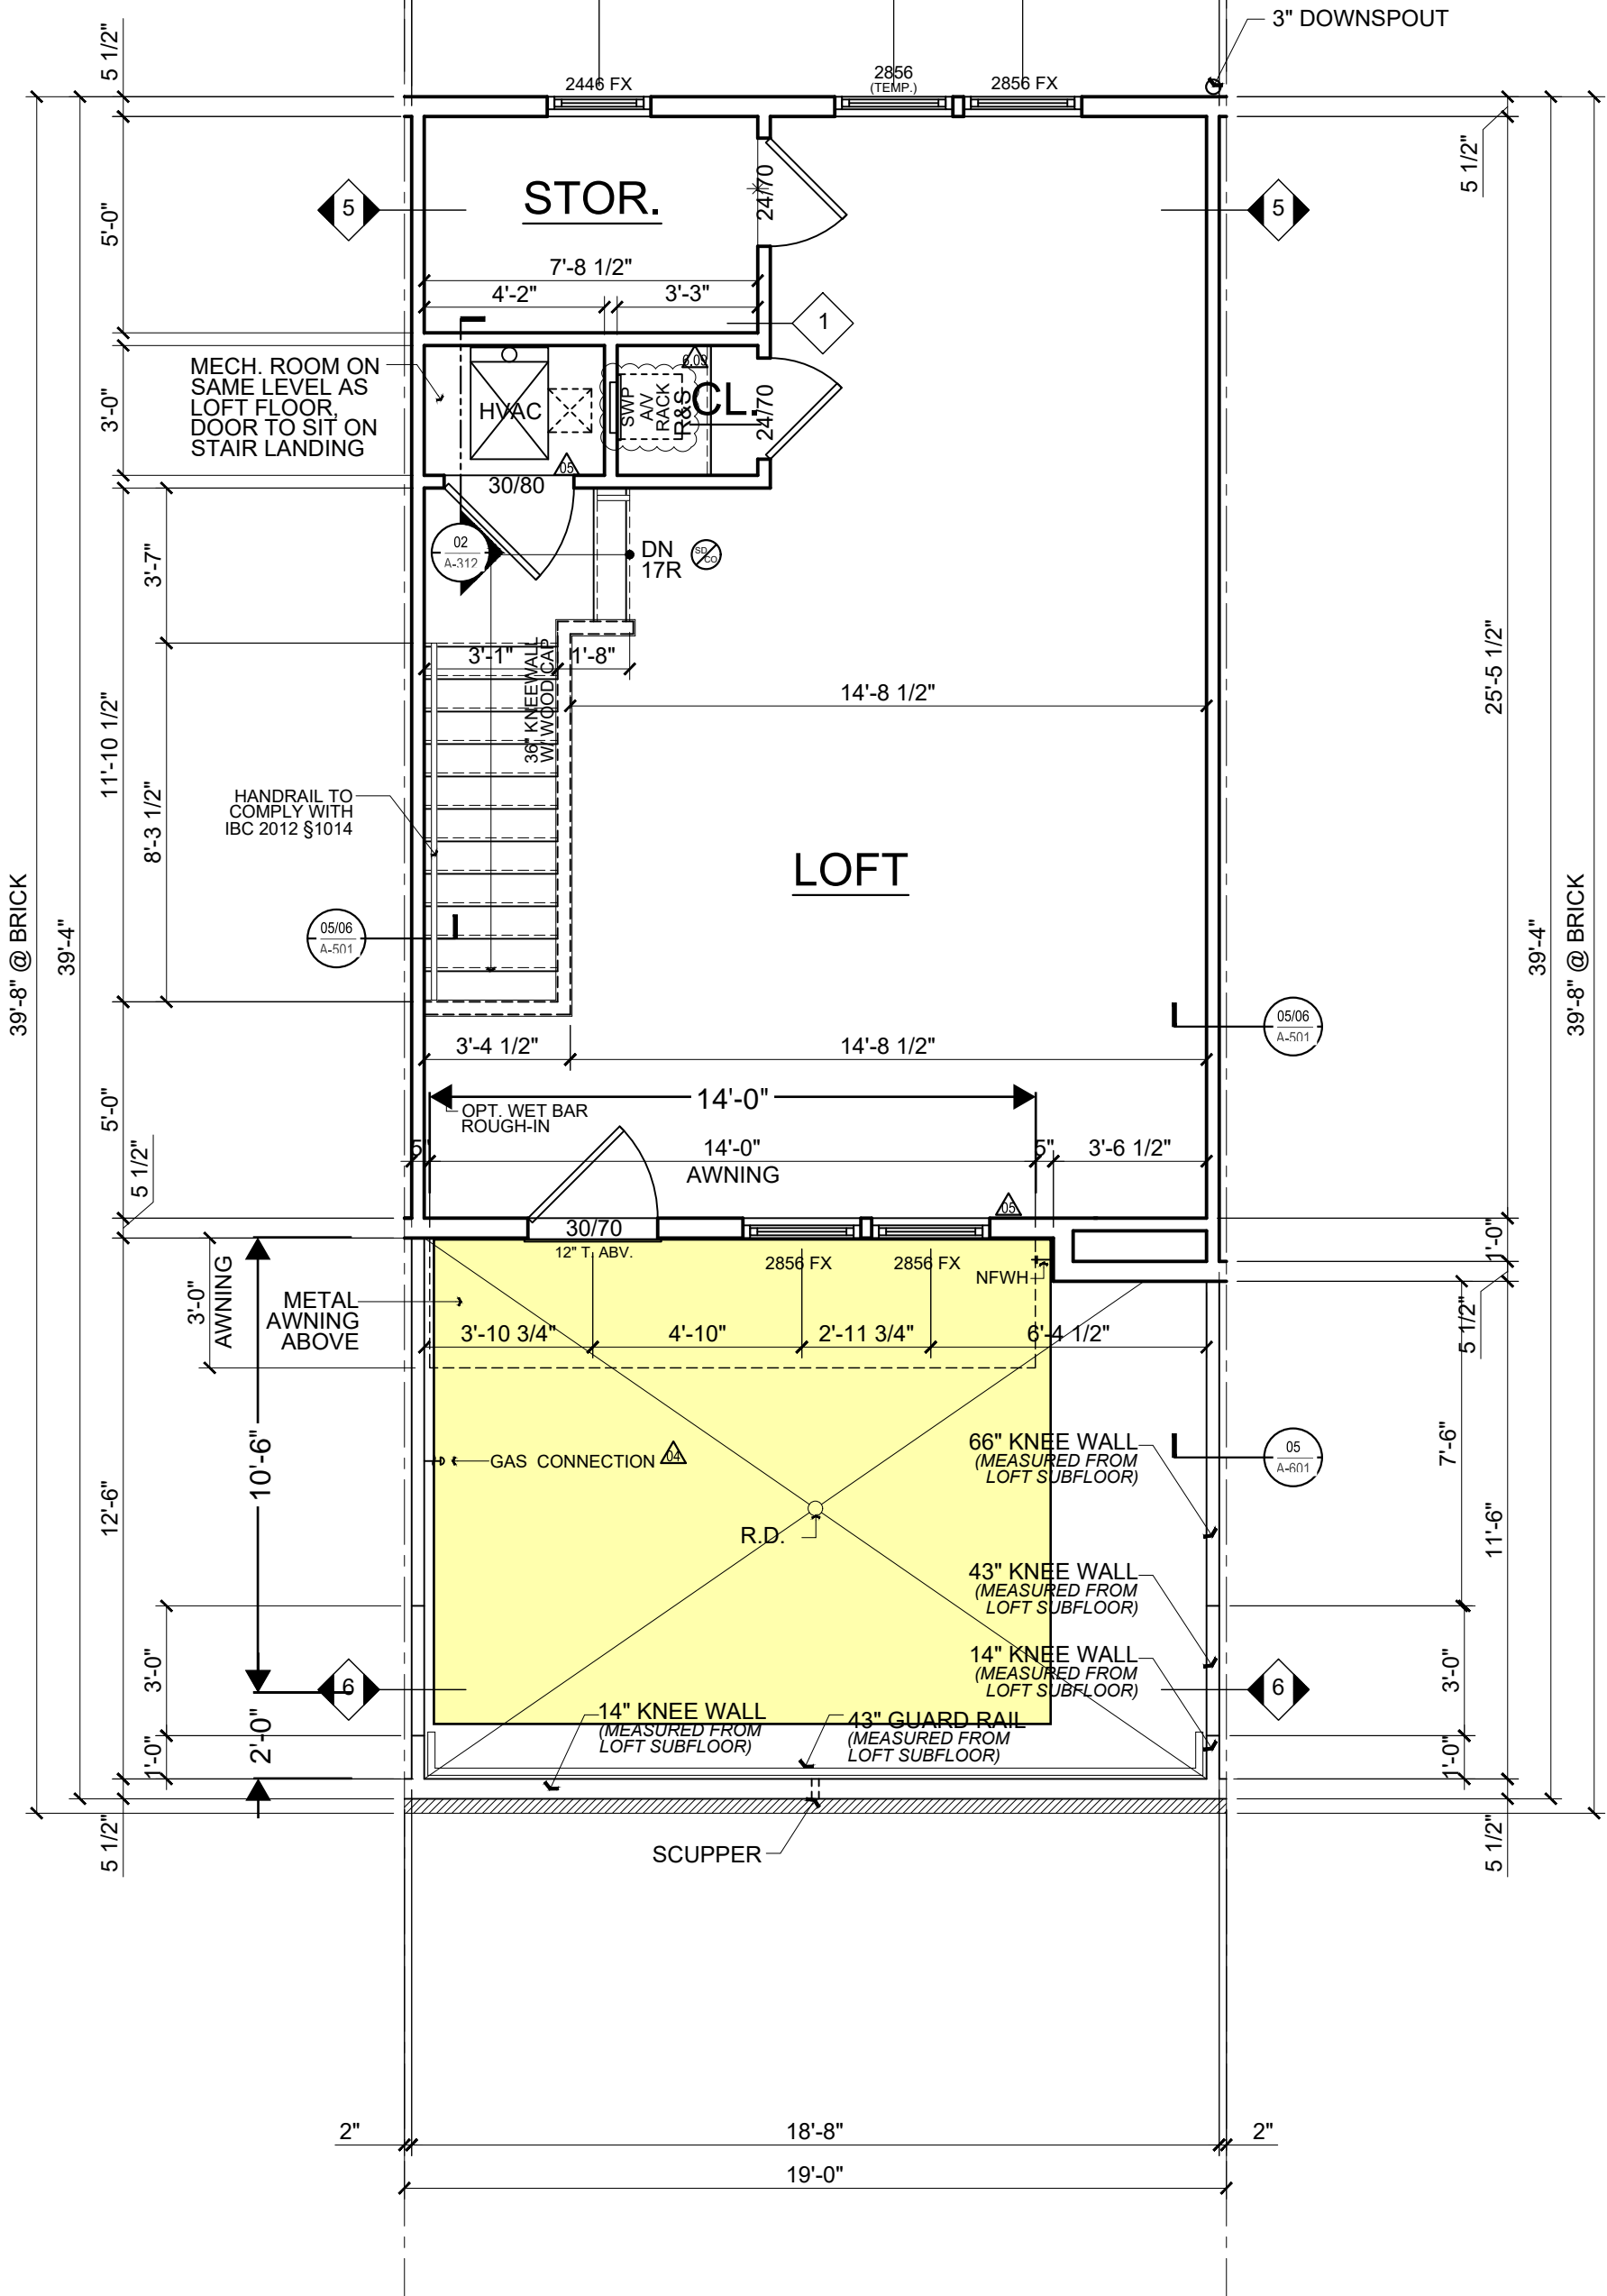 3" DOWNSPOUT
5 1/2"
2446 FX
2856
(TEMP.)
2856 FX
5 1/2"
5'-0"
5
STOR.
24/70
5
7'-8 1/2"
4'-2"
3'-3"
1
MECH. ROOM ON
SAME LEVEL AS
LOFT FLOOR,
DOOR TO SIT ON
STAIR LANDING
3'-0"
HVAC
SWP
A/V
RACK
R&S
6.09
CL.
24/70
05
30/80
02
A-312
DN
17R
SD
CO
3'-7"
3'-1"
1'-8"
36" KNEEWALL
W/ WOOD CAP
14'-8 1/2"
25'-5 1/2"
11'-10 1/2"
8'-3 1/2"
HANDRAIL TO
COMPLY WITH
IBC 2012 §1014
LOFT
05/06
A-501
39'-8" @ BRICK
39'-4"
39'-4"
39'-8" @ BRICK
05/06
A-501
3'-4 1/2"
14'-8 1/2"
14'-0"
OPT. WET BAR
ROUGH-IN
5'-0"
5 1/2"
5"
14'-0"
AWNING
5"
3'-6 1/2"
05
30/70
12" T. ABV.
2856 FX
2856 FX
NFWH
1'-0"
5 1/2"
3'-0"
AWNING
METAL
AWNING
ABOVE
3'-10 3/4"
4'-10"
2'-11 3/4"
6'-4 1/2"
10'-6"
12'-6"
GAS CONNECTION
04
66" KNEE WALL
(MEASURED FROM
LOFT SUBFLOOR)
05
A-601
7'-6"
11'-6"
R.D.
43" KNEE WALL
(MEASURED FROM
LOFT SUBFLOOR)
14" KNEE WALL
(MEASURED FROM
LOFT SUBFLOOR)
3'-0"
6
6
3'-0"
14" KNEE WALL
(MEASURED FROM
LOFT SUBFLOOR)
43" GUARD RAIL
(MEASURED FROM
LOFT SUBFLOOR)
1'-0"
2'-0"
1'-0"
5 1/2"
SCUPPER
5 1/2"
2"
18'-8"
2"
19'-0"